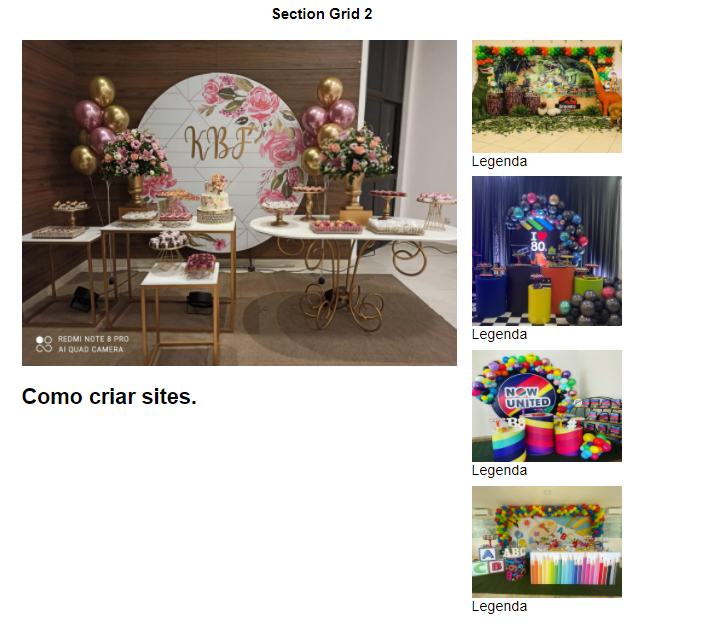 Section Grid 2
KBF
REDMI NOTE 8 PRO
AI QUAD CAMERA
Como criar sites.
Legenda
I
80
Legenda
NOW
UNITED
Legenda
ABC
A
C B
Legenda